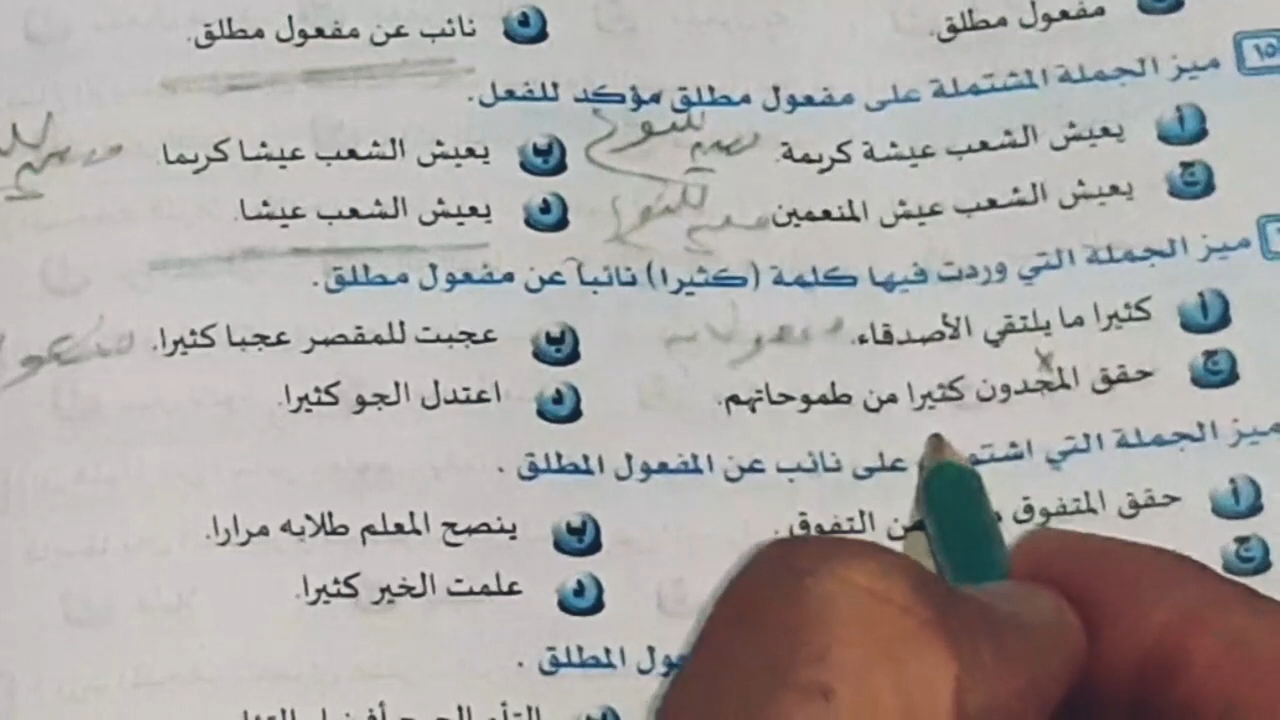 مفعول مطلق. د نائب عن مفعول مطلق.
١٥ ميز الجملة المشتملة على مفعول مطلق مؤكد للفعل.
أ يعيش الشعب عيشة كريمة. ب يعيش الشعب عيشا كريما.
ج يعيش الشعب عيش المنعمين. د يعيش الشعب عيشا.
ميز الجملة التي وردت فيها كلمة (كثيرا) نائباً عن مفعول مطلق.
أ كثيرا ما يلتقي الأصدقاء. ب عجبت للمقصر عجبا كثيرا.
ج حقق المجدون كثيرا من طموحاتهم. د اعتدل الجو كثيرا.
ميز الجملة التي على نائب عن المفعول المطلق .
أ حقق المتفوق التفوق. ب ينصح المعلم طلابه مرارا.
ج د علمت الخير كثيرا.
المطلق .